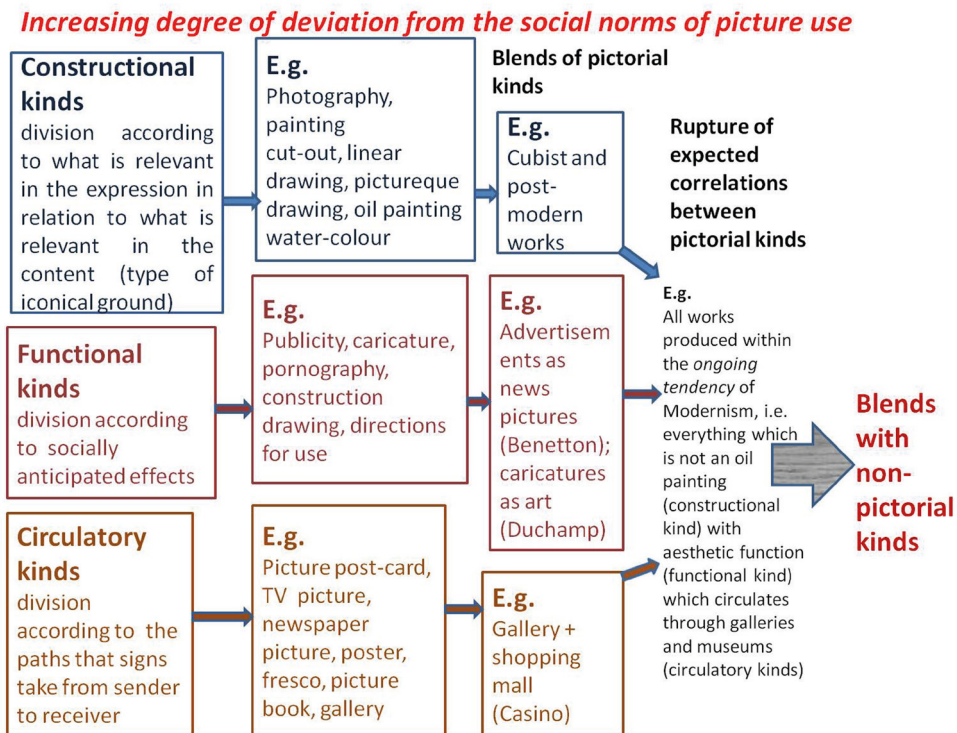 Increasing degree of deviation from the social norms of picture use
Constructional
kinds
division according
to what is relevant
in the expression in
relation to what is
relevant in the
content (type of
iconical ground)
E.g.
Photography,
painting
cut-out, linear
drawing, pictureque
drawing, oil painting
water-colour
Blends of pictorial
kinds
E.g.
Cubist and
post-
modern
works
Rupture of
expected
correlations
between
pictorial kinds
Functional
kinds
division according
to socially
anticipated effects
E.g.
Publicity, caricature,
pornography,
construction
drawing, directions
for use
E.g.
Advertisem
ents as
news
pictures
(Benetton);
caricatures
as art
(Duchamp)
E.g.
All works
produced within
the ongoing
tendency of
Modernism, i.e.
everything which
is not an oil
painting
(constructional
kind) with
aesthetic function
(functional kind)
which circulates
through galleries
and museums
(circulatory kinds)
Blends
with
non-
pictorial
kinds
Circulatory
kinds
division
according to the
paths that signs
take from sender
to receiver
E.g.
Picture post-card,
TV picture,
newspaper
picture, poster,
fresco, picture
book, gallery
E.g.
Gallery +
shopping
mall
(Casino)